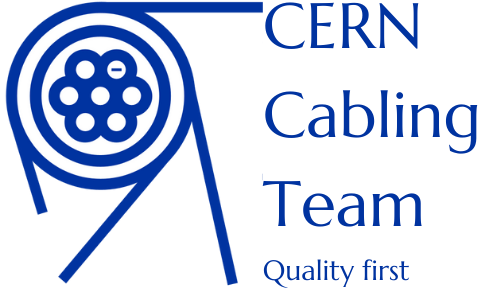 CERN
Cabling
Team
Quality first